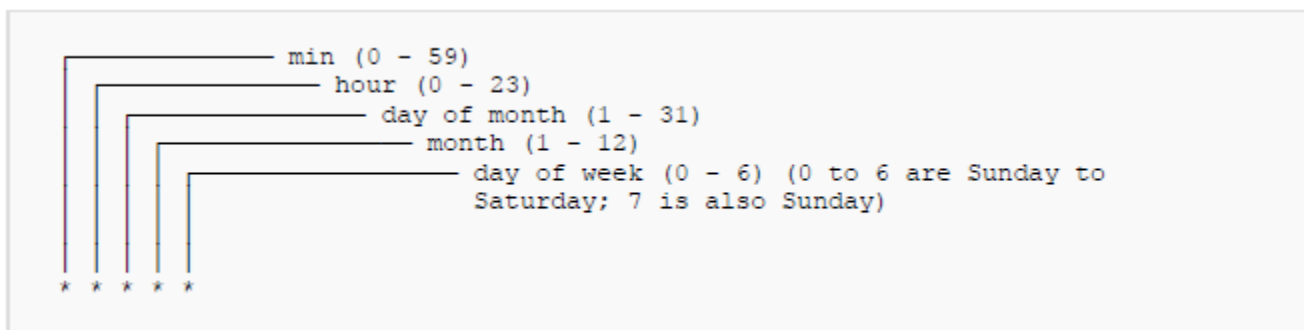 min (0 - 59)
hour (0 - 23)
day of month (1 - 31)
month (1 - 12)
day of week (0 - 6) (0 to 6 are Sunday to
Saturday; 7 is also Sunday)
* * * * *